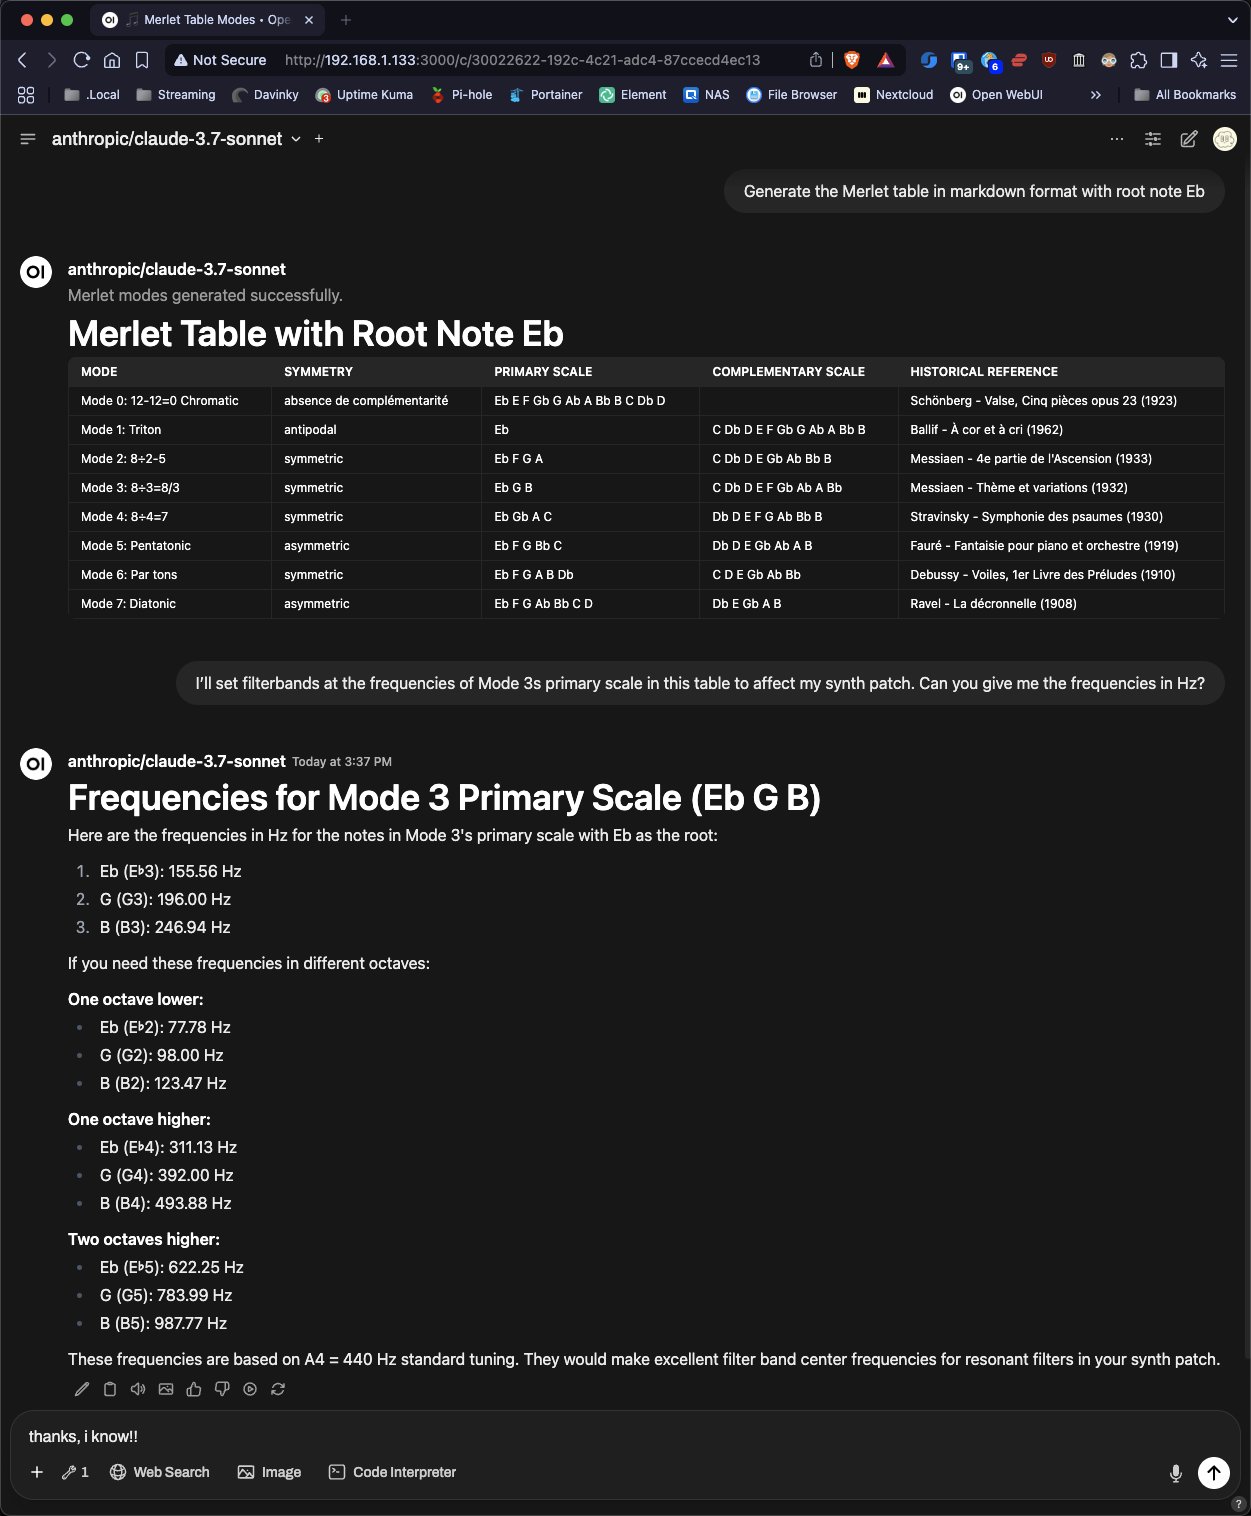 OI Merlet Table Modes • Ope
Not Secure http://192.168.1.133:3000/c/30022622-192c-4c21-adc4-87ccecd4ec13
9+ 6
.Local Streaming Davinky Uptime Kuma Pi-hole Portainer Element NAS File Browser Nextcloud OI Open WebUI » All Bookmarks
anthropic/claude-3.7-sonnet
Generate the Merlet table in markdown format with root note Eb
OI anthropic/claude-3.7-sonnet
Merlet modes generated successfully.
Merlet Table with Root Note Eb
MODE SYMMETRY PRIMARY SCALE COMPLEMENTARY SCALE HISTORICAL REFERENCE
Mode 0: 12-12=0 Chromatic absence de complémentarité Eb E F Gb G Ab A Bb B C Db D Schönberg - Valse, Cinq pièces opus 23 (1923)
Mode 1: Triton antipodal Eb C Db D E F Gb G Ab A Bb B Ballif - À cor et à cri (1962)
Mode 2: 8÷2-5 symmetric Eb F G A C Db D E Gb Ab Bb B Messiaen - 4e partie de l'Ascension (1933)
Mode 3: 8÷3=8/3 symmetric Eb G B C Db D E F Gb Ab A Bb Messiaen - Thème et variations (1932)
Mode 4: 8÷4=7 symmetric Eb Gb A C Db D E F G Ab Bb B Stravinsky - Symphonie des psaumes (1930)
Mode 5: Pentatonic asymmetric Eb F G Bb C Db D E Gb Ab A B Fauré - Fantaisie pour piano et orchestre (1919)
Mode 6: Par tons symmetric Eb F G A B Db C D E Gb Ab Bb Debussy - Voiles, 1er Livre des Préludes (1910)
Mode 7: Diatonic asymmetric Eb F G Ab Bb C D Db E Gb A B Ravel - La décronnelle (1908)
I'll set filterbands at the frequencies of Mode 3s primary scale in this table to affect my synth patch. Can you give me the frequencies in Hz?
OI anthropic/claude-3.7-sonnet Today at 3:37 PM
Frequencies for Mode 3 Primary Scale (Eb G B)
Here are the frequencies in Hz for the notes in Mode 3's primary scale with Eb as the root:
1. Eb (E♭3): 155.56 Hz
2. G (G3): 196.00 Hz
3. B (B3): 246.94 Hz
If you need these frequencies in different octaves:
One octave lower:
• Eb (E♭2): 77.78 Hz
• G (G2): 98.00 Hz
• B (B2): 123.47 Hz
One octave higher:
• Eb (E♭4): 311.13 Hz
• G (G4): 392.00 Hz
• B (B4): 493.88 Hz
Two octaves higher:
• Eb (E♭5): 622.25 Hz
• G (G5): 783.99 Hz
• B (B5): 987.77 Hz
These frequencies are based on A4 = 440 Hz standard tuning. They would make excellent filter band center frequencies for resonant filters in your synth patch.
thanks, i know!!
1 Web Search Image Code Interpreter
?